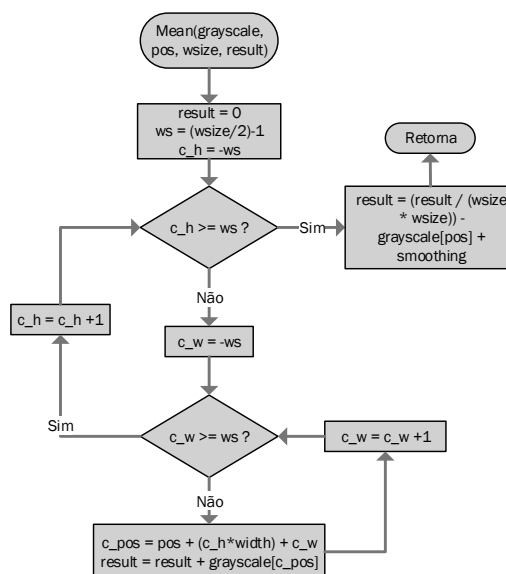 Mean(grayscale,
pos, wsize, result)
result = 0
ws = (wsize/2)-1
c_h = -ws
Retorna
c_h >= ws ?
Sim
result = (result / (wsize
* wsize)) -
grayscale[pos] +
smoothing
Não
c_h = c_h +1
c_w = -ws
Sim
c_w >= ws ?
c_w = c_w +1
Não
c_pos = pos + (c_h*width) + c_w
result = result + grayscale[c_pos]